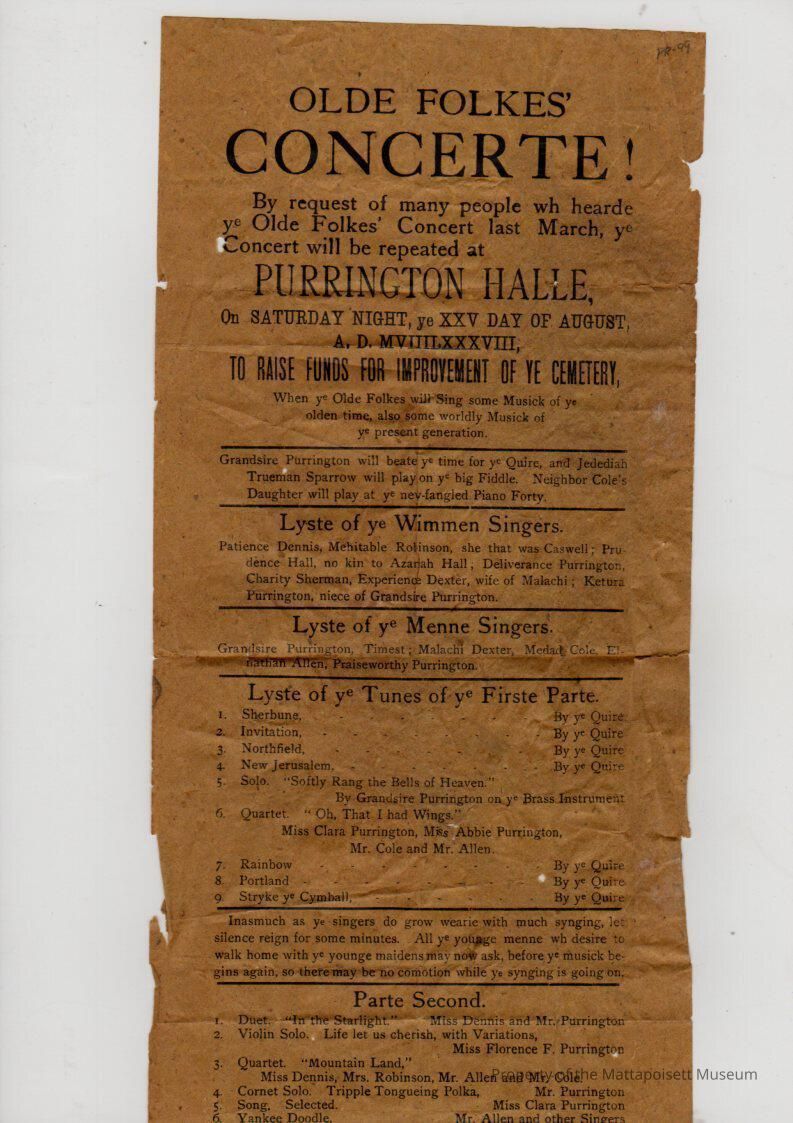 PR-99
OLDE FOLKES'
CONCERTE!
By request of many people wh hearde
ye Olde Folkes' Concert last March, ye
Concert will be repeated at
PURRINGTON HALLE,
On SATURDAY NIGHT, ye XXV DAY OF AUGUST,
A, D. MVIIILXXXVIII,
TO RAISE FUNDS FOR IMPROVEMENT OF YE CEMETERY,
When ye Olde Folkes will Sing some Musick of ye
olden time, also some worldly Musick of
ye present generation.
Grandsire Purrington will beate ye time for ye Quire, and Jedediah
Trueman Sparrow will play on ye big Fiddle. Neighbor Cole's
Daughter will play at ye nev-fangied Piano Forty.
Lyste of ye Wimmen Singers.
Patience Dennis, Mehitable Robinson, she that was Caswell; Pru-
dence Hall, no kin to Azariah Hall; Deliverance Purrington,
Charity Sherman, Experience Dexter, wife of Malachi; Ketura
Purrington, niece of Grandsire Purrington.
Lyste of ye Menne Singers.
Grandsire Purrington, Timest; Malachi Dexter, Medad Cole. El-
nathan Allen, Praiseworthy Purrington.
Lyste of ye Tunes of ye Firste Parte.
1. Sherbune, - - - - - By ye Quire
2. Invitation, - - - - - By ye Quire
3. Northfield, - - - - - By ye Quire
4. New Jerusalem, - - - - - By ye Quire
5. Solo. "Softly Rang the Bells of Heaven."
By Grandsire Purrington on ye Brass Instrument
6. Quartet. "Oh, That I had Wings."
Miss Clara Purrington, Miss Abbie Purrington,
Mr. Cole and Mr. Allen.
7. Rainbow - - - - - By ye Quire
8. Portland - - - - - By ye Quire
9. Stryke ye Cymball, - - - - By ye Quire
Inasmuch as ye singers do grow wearie with much synging, let
silence reign for some minutes. All ye younge menne wh desire to
walk home with ye younge maidens may now ask, before ye musick be-
gins again, so there may be no comotion while ye synging is going on.
Parte Second.
1. Duet. "In the Starlight." Miss Dennis and Mr. Purrington
2. Violin Solo. Life let us cherish, with Variations,
Miss Florence F. Purrington
3. Quartet. "Mountain Land,"
Miss Dennis, Mrs. Robinson, Mr. Allen and Mr. Cole.
4. Cornet Solo. Tripple Tongueing Polka, Mr. Purrington
5. Song, Selected. Miss Clara Purrington
6. Yankee Doodle, Mr. Allen and other Singers
Property of the Mattapoisett Museum